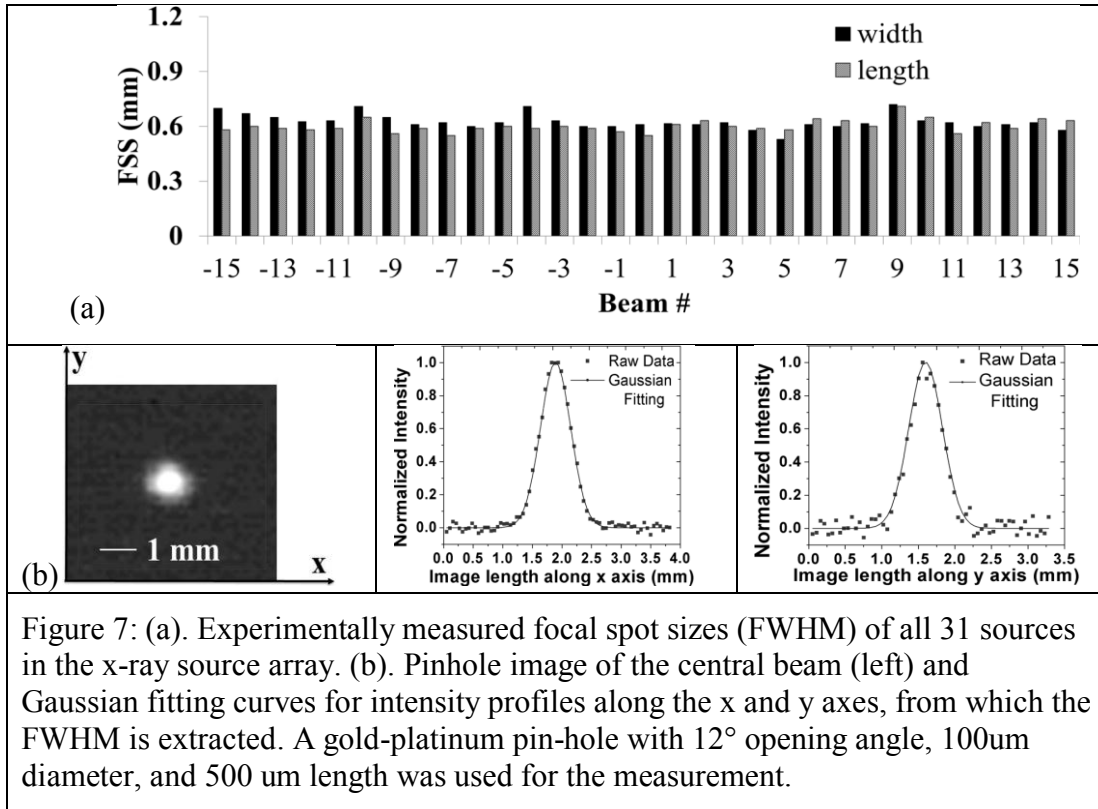 1.2
0.9
0.6
0.3
0
FSS (mm)
width
length
-15 -13 -11 -9 -7 -5 -3 -1 1 3 5 7 9 11 13 15
Beam #
(a)
y
1 mm
x
(b)
1.0
0.8
0.6
0.4
0.2
0.0
Normalized Intensity
Raw Data
Gaussian
Fitting
0.0 0.5 1.0 1.5 2.0 2.5 3.0 3.5 4.0
Image length along x axis (mm)
1.0
0.8
0.6
0.4
0.2
0.0
Normalized Intensity
Raw Data
Gaussian
Fitting
0.0 0.5 1.0 1.5 2.0 2.5 3.0 3.5
Image length along y axis (mm)
Figure 7: (a). Experimentally measured focal spot sizes (FWHM) of all 31 sources
in the x-ray source array. (b). Pinhole image of the central beam (left) and
Gaussian fitting curves for intensity profiles along the x and y axes, from which the
FWHM is extracted. A gold-platinum pin-hole with 12° opening angle, 100um
diameter, and 500 um length was used for the measurement.